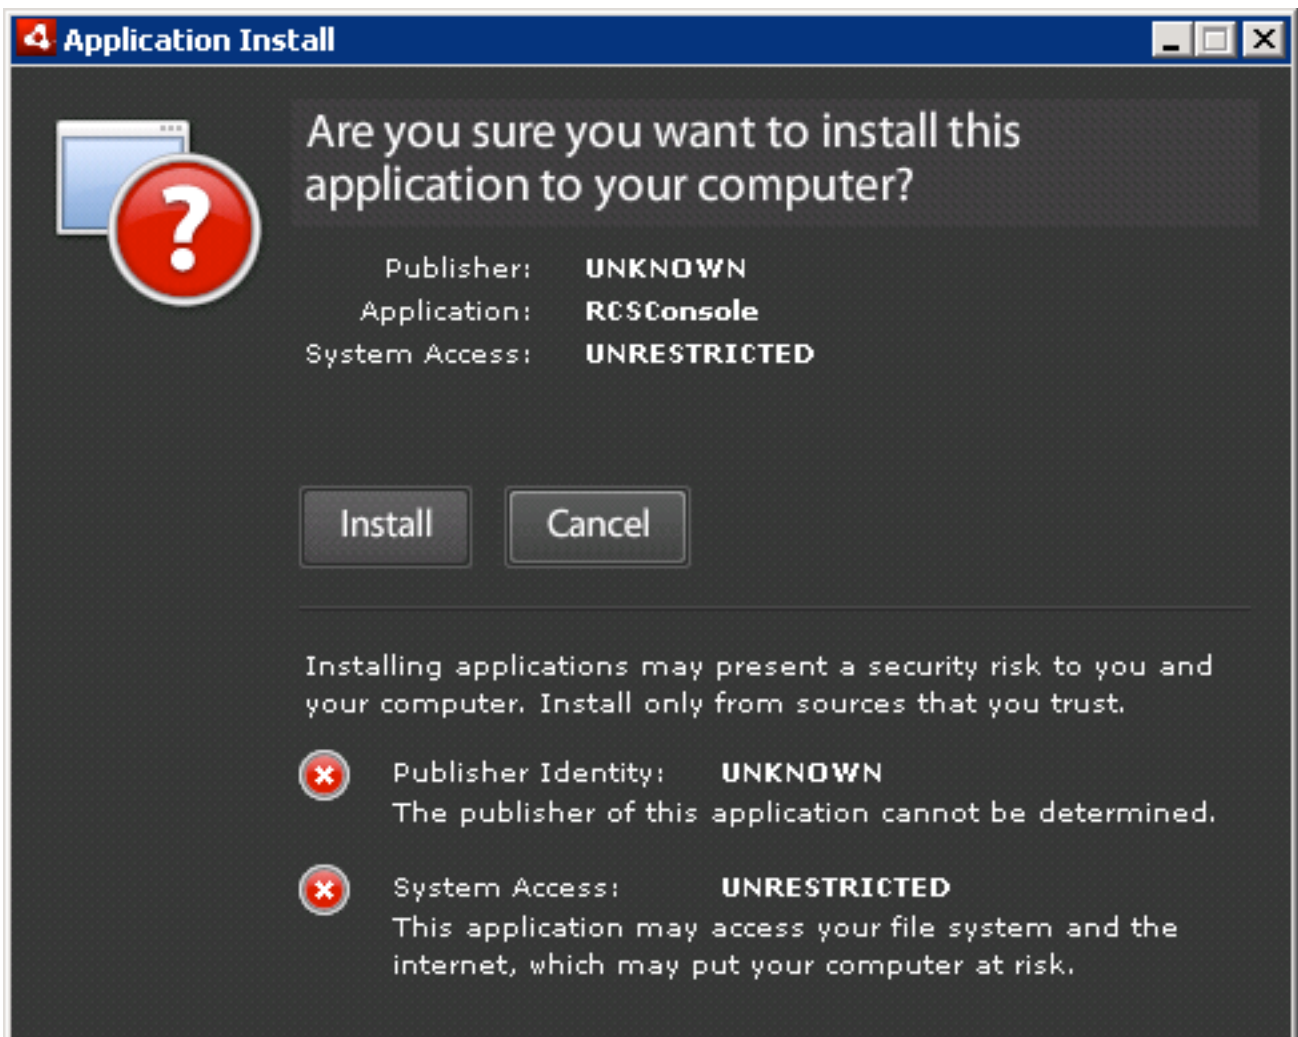 Application Install
Are you sure you want to install this
application to your computer?
Publisher: UNKNOWN
Application: RCSConsole
System Access: UNRESTRICTED
Install Cancel
Installing applications may present a security risk to you and
your computer. Install only from sources that you trust.
Publisher Identity: UNKNOWN
The publisher of this application cannot be determined.
System Access: UNRESTRICTED
This application may access your file system and the
internet, which may put your computer at risk.